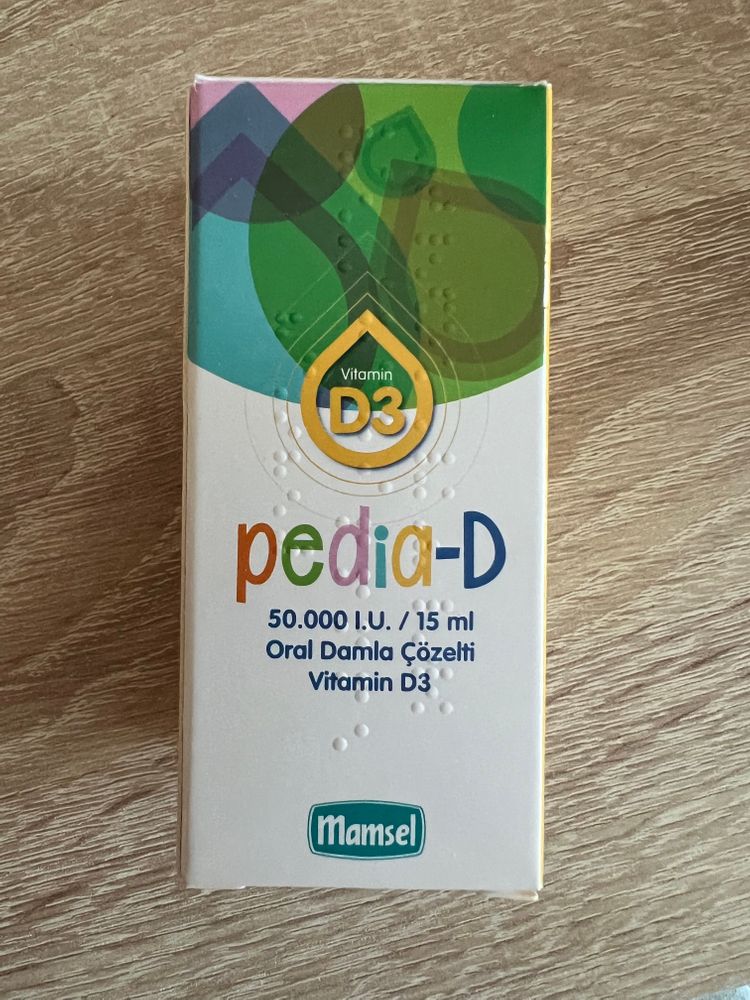 Vitamin
D3
pedia-D
50.000 I.U. / 15 ml
Oral Damla Çözelti
Vitamin D3
Mamsel